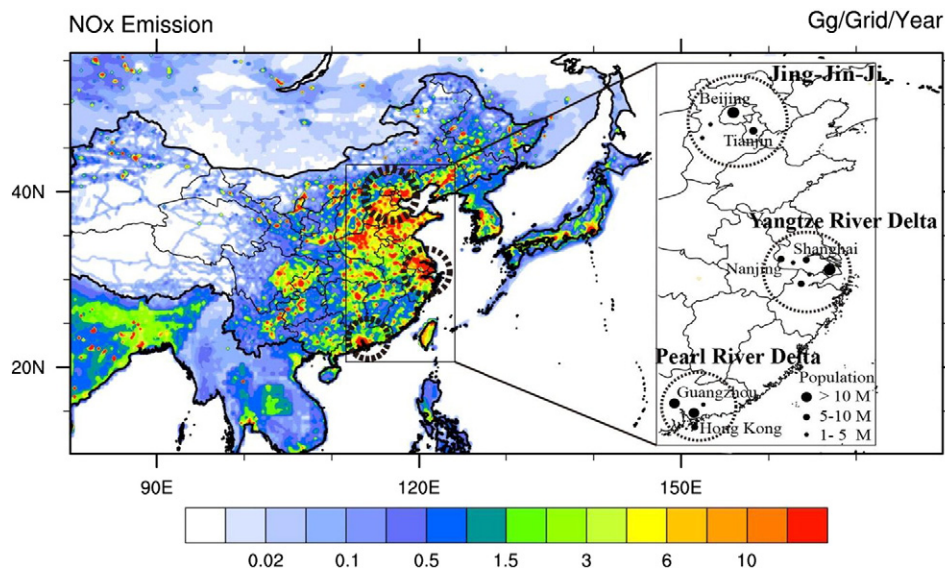 NOx Emission
Gg/Grid/Year
Jing-Jin-Ji
Beijing
Tianjin
40N
Yangtze River Delta
Shanghai
Nanjing
20N
Pearl River Delta
Population
Guangzhou
> 10 M
5-10 M
Hong Kong
1- 5 M
90E
120E
150E
0.02
0.1
0.5
1.5
3
6
10